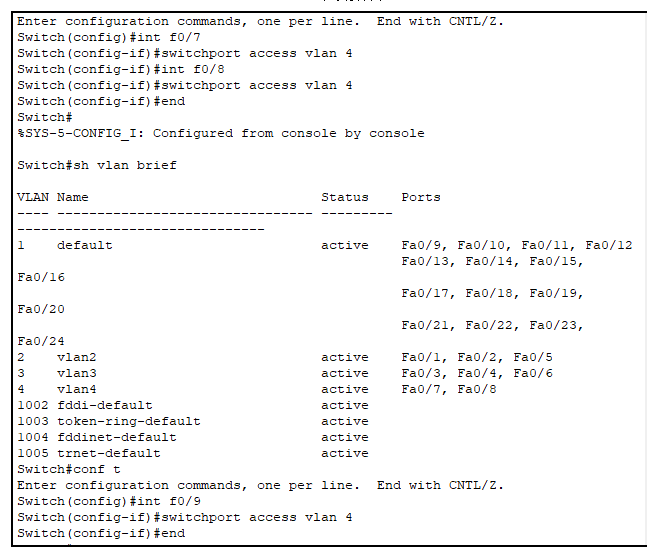 Enter configuration commands, one per line.  End with CNTL/Z.
Switch(config)#int f0/7
Switch(config-if)#switchport access vlan 4
Switch(config-if)#int f0/8
Switch(config-if)#switchport access vlan 4
Switch(config-if)#end
Switch#
%SYS-5-CONFIG_I: Configured from console by console
Switch#sh vlan brief
VLAN Name                             Status    Ports
---- -------------------------------- ---------
-------------------------------
1    default                          active    Fa0/9, Fa0/10, Fa0/11, Fa0/12
                                                Fa0/13, Fa0/14, Fa0/15,
Fa0/16
                                                Fa0/17, Fa0/18, Fa0/19,
Fa0/20
                                                Fa0/21, Fa0/22, Fa0/23,
Fa0/24
2    vlan2                            active    Fa0/1, Fa0/2, Fa0/5
3    vlan3                            active    Fa0/3, Fa0/4, Fa0/6
4    vlan4                            active    Fa0/7, Fa0/8
1002 fddi-default                     active
1003 token-ring-default               active
1004 fddinet-default                  active
1005 trnet-default                    active
Switch#conf t
Enter configuration commands, one per line.  End with CNTL/Z.
Switch(config)#int f0/9
Switch(config-if)#switchport access vlan 4
Switch(config-if)#end